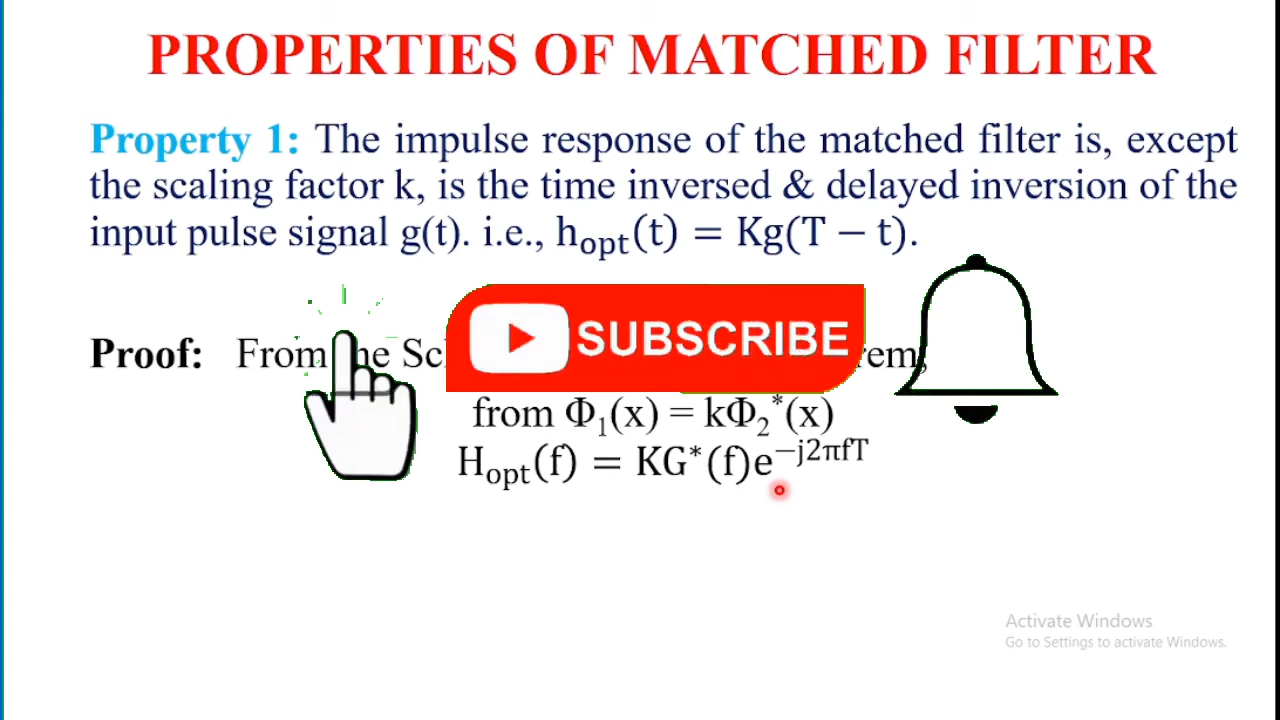 PROPERTIES OF MATCHED FILTER
Property 1: The impulse response of the matched filter is, except
the scaling factor k, is the time inversed & delayed inversion of the
input pulse signal g(t). i.e., hₒₚₜ(t) = Kg(T − t).
SUBSCRIBE
Proof: From the
from Φ₁(x) = kΦ₂*(x)
Hₒₚₜ(f) = KG*(f)e^{−j2πfT}
Activate Windows
Go to Settings to activate Windows.